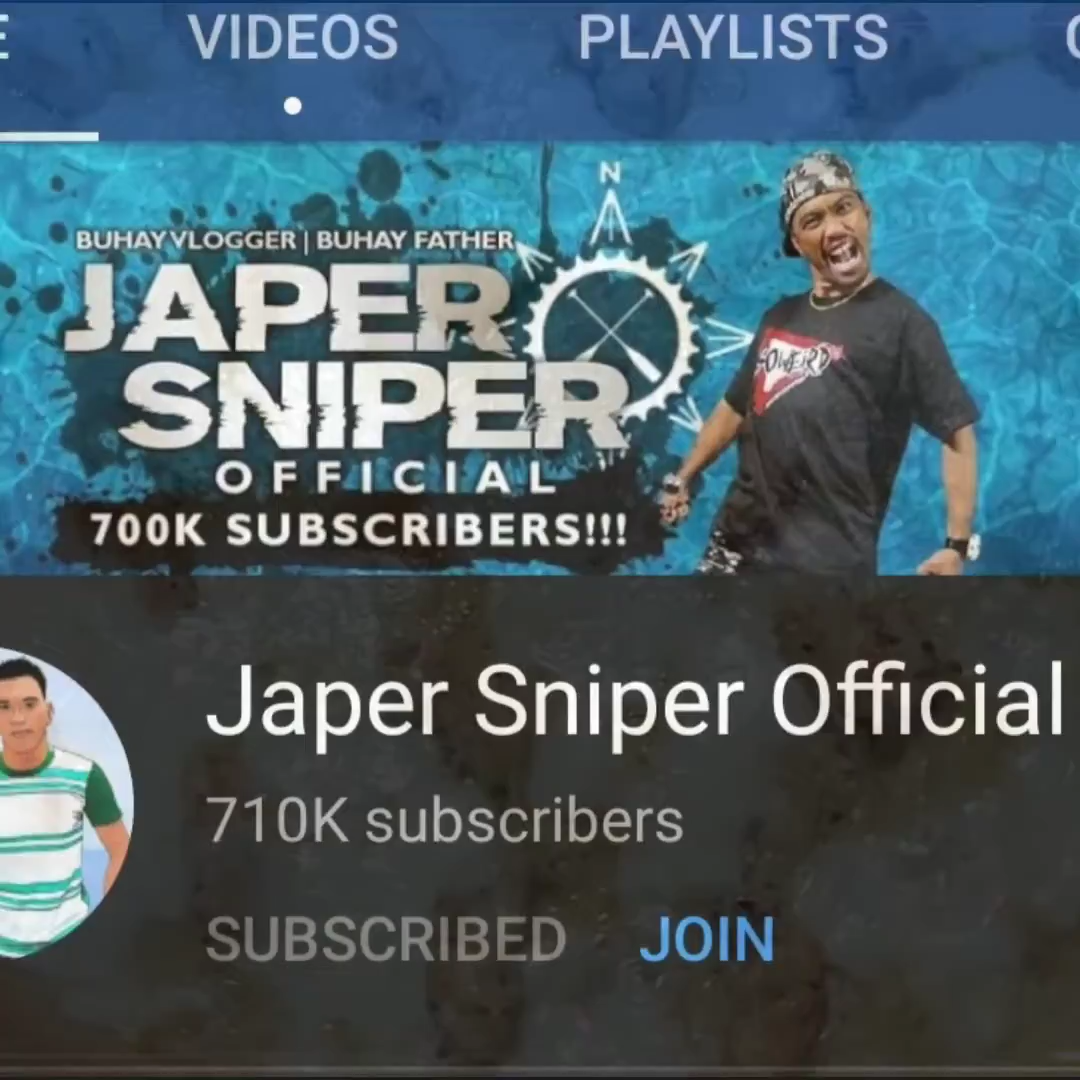 VIDEOS PLAYLISTS
N
BUHAY VLOGGER | BUHAY FATHER
JAPER
SNIPER
OFFICIAL
700K SUBSCRIBERS!!!
Japer Sniper Official
710K subscribers
SUBSCRIBED JOIN